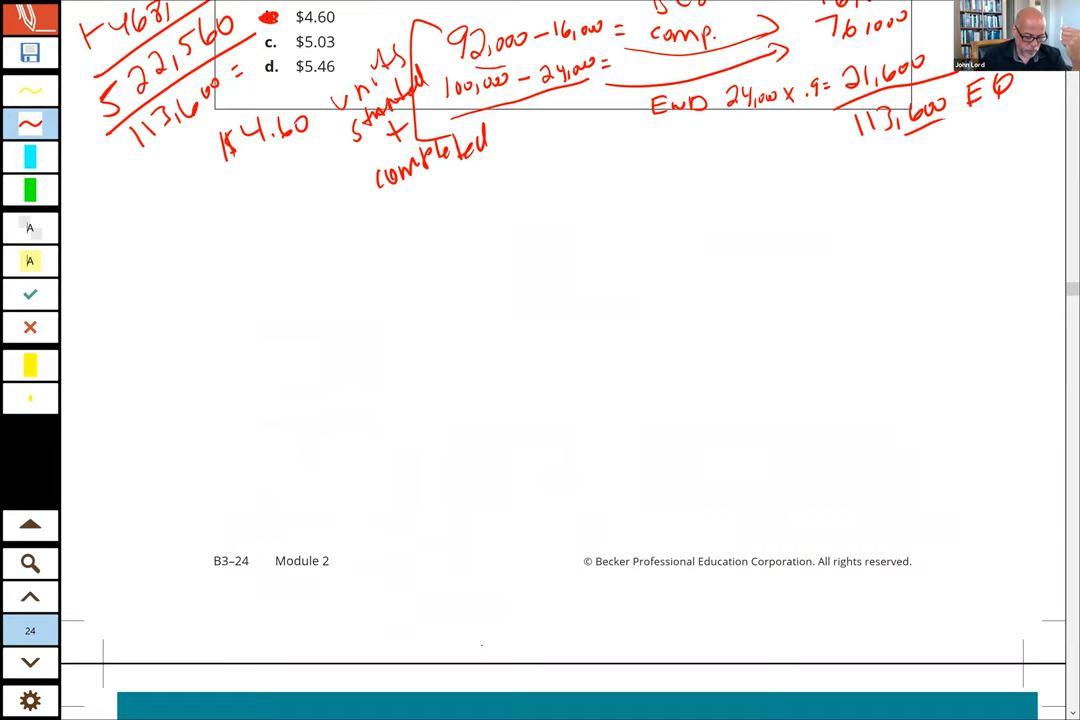 $4.60
c. $5.03
d. $5.46
522,560
113,600 =
$4.60
units
started
+
completed
92,000 - 16,000 =
comp.
76,000
100,000 - 24,000 =
END 24,000 x .9 = 21,600
113,600 EQ
A
A
24
B3–24 Module 2
© Becker Professional Education Corporation. All rights reserved.
John Lord